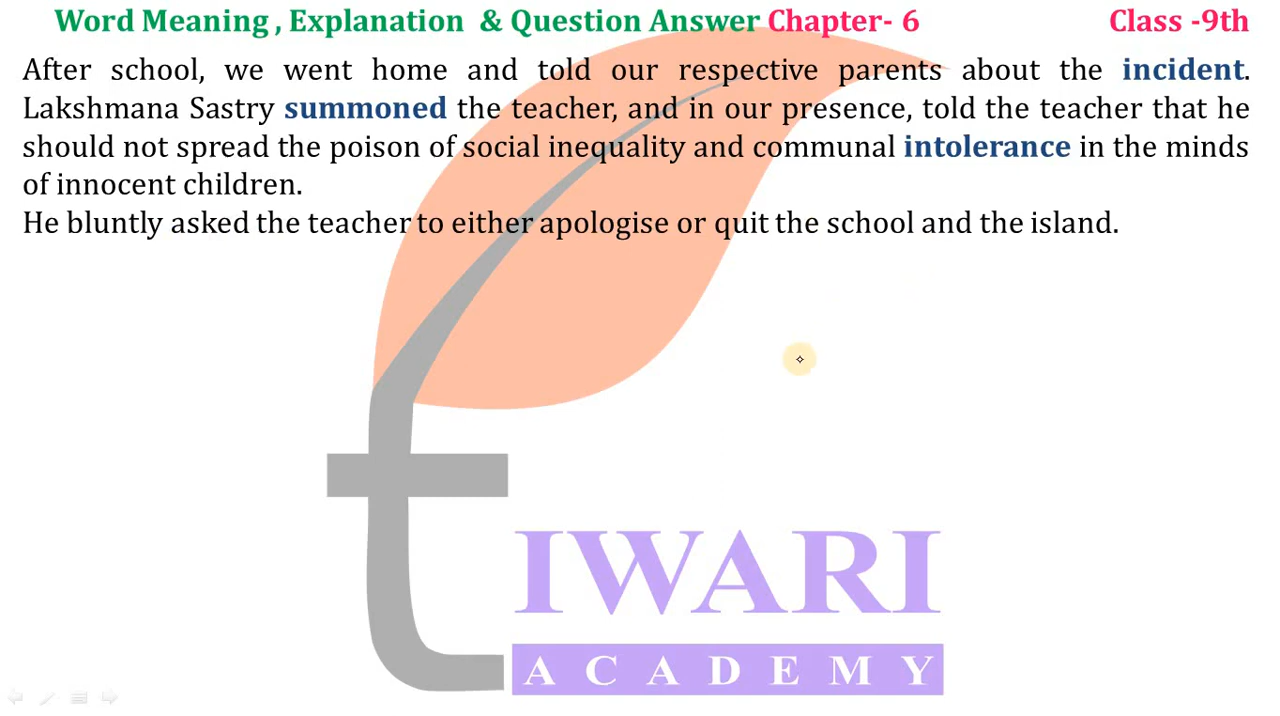 Word Meaning , Explanation & Question Answer Chapter- 6 Class -9th
After school, we went home and told our respective parents about the incident.
Lakshmana Sastry summoned the teacher, and in our presence, told the teacher that he
should not spread the poison of social inequality and communal intolerance in the minds
of innocent children.
He bluntly asked the teacher to either apologise or quit the school and the island.
tIWARI
ACADEMY